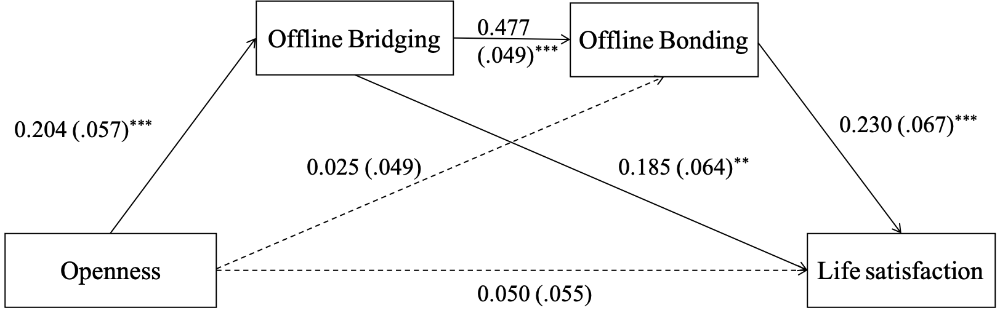 0.477
Offline Bridging
Offline Bonding
(.049)***
0.204 (.057)***
0.230 (.067)***
0.025 (.049)
0.185 (.064)**
Openness
Life satisfaction
0.050 (.055)